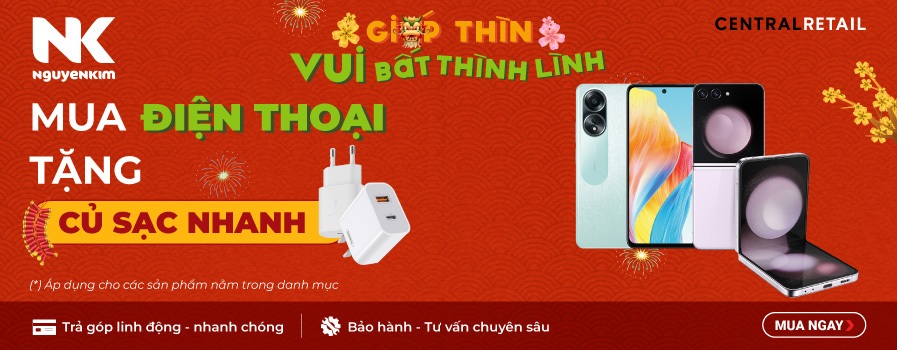 NK
NGUYENKIM
GIÁP THÌN
VUI BẤT THÌNH LÌNH
CENTRAL RETAIL
MUA ĐIỆN THOẠI
TẶNG
CỦ SẠC NHANH
(*) Áp dụng cho các sản phẩm nằm trong danh mục
Trả góp linh động - nhanh chóng
Bảo hành - Tư vấn chuyên sâu
MUA NGAY